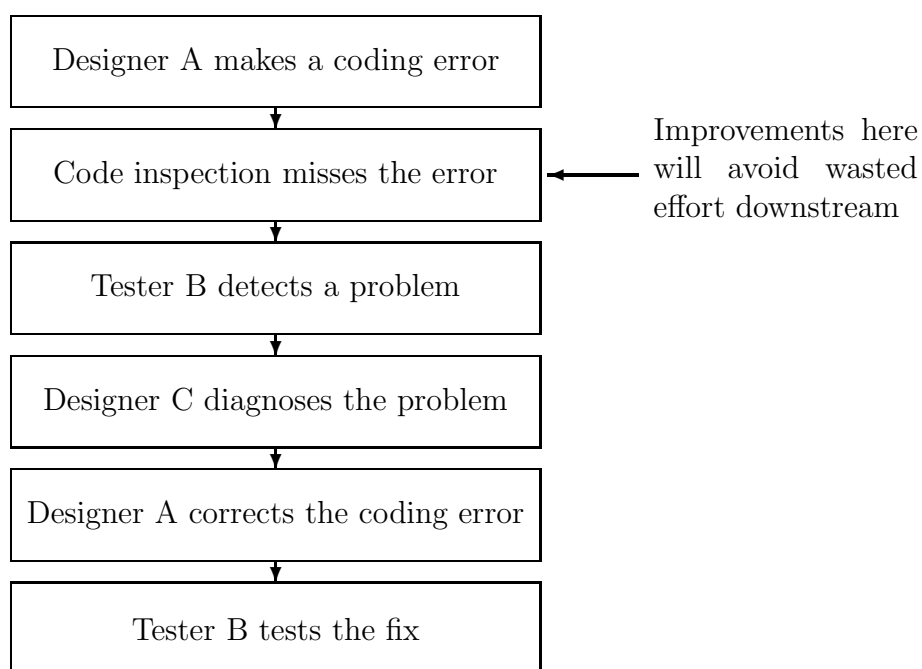 Designer A makes a coding error
Code inspection misses the error
Improvements here
will avoid wasted
effort downstream
Tester B detects a problem
Designer C diagnoses the problem
Designer A corrects the coding error
Tester B tests the fix